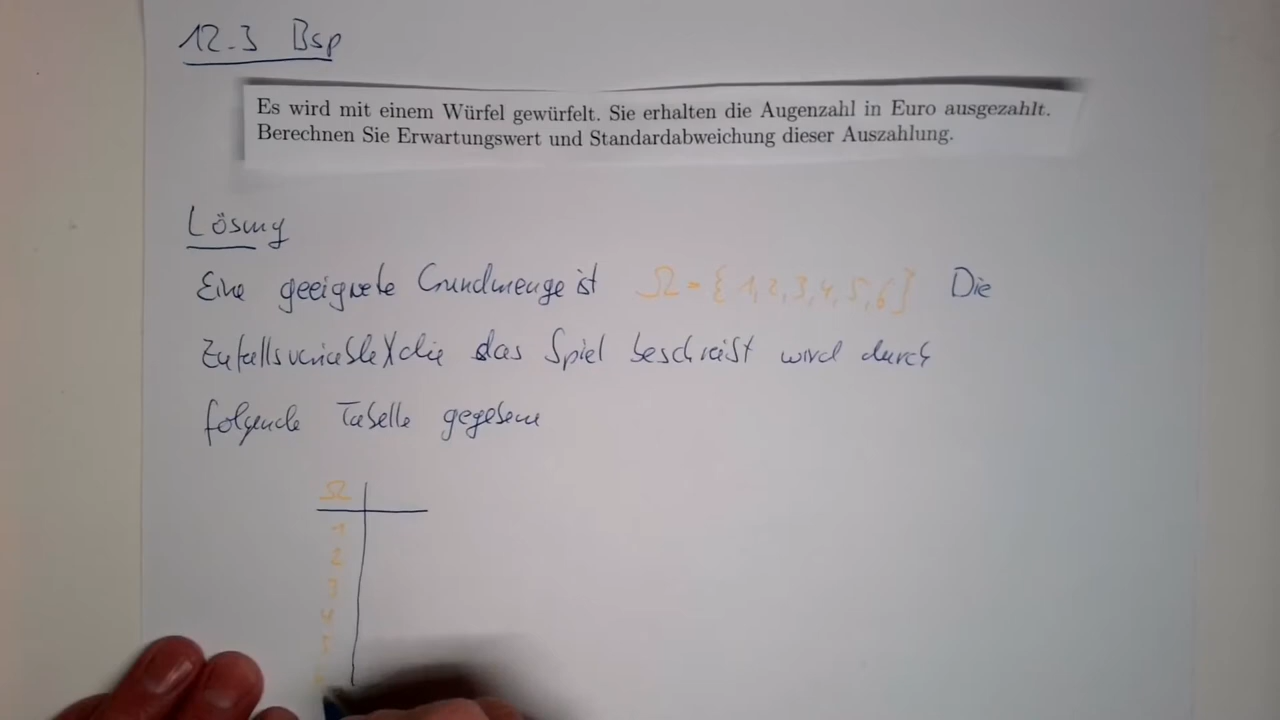 12.3 Bsp
Es wird mit einem Würfel gewürfelt. Sie erhalten die Augenzahl in Euro ausgezahlt.
Berechnen Sie Erwartungswert und Standardabweichung dieser Auszahlung.
Lösung
Eine geeignete Grundmenge ist Ω = {1,2,3,4,5,6} Die
Zufallsvariable X die das Spiel beschreibt wird durch
folgende Tabelle gegeben
Ω
1
2
3
4
5